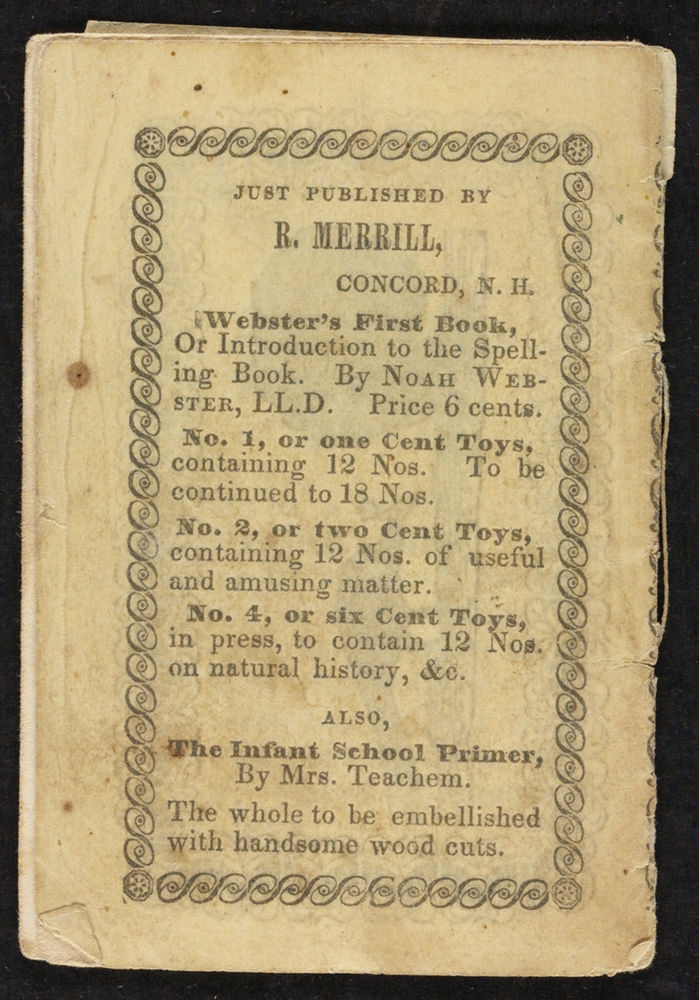 JUST PUBLISHED BY
R. MERRILL,
CONCORD, N. H.
Webster's First Book,
Or Introduction to the Spell-
ing Book. By NOAH WEB-
STER, LL.D. Price 6 cents.
No. 1, or one Cent Toys,
containing 12 Nos. To be
continued to 18 Nos.
No. 2, or two Cent Toys,
containing 12 Nos. of useful
and amusing matter.
No. 4, or six Cent Toys,
in press, to contain 12 Nos.
on natural history, &c.
ALSO,
The Infant School Primer,
By Mrs. Teachem.
The whole to be embellished
with handsome wood cuts.